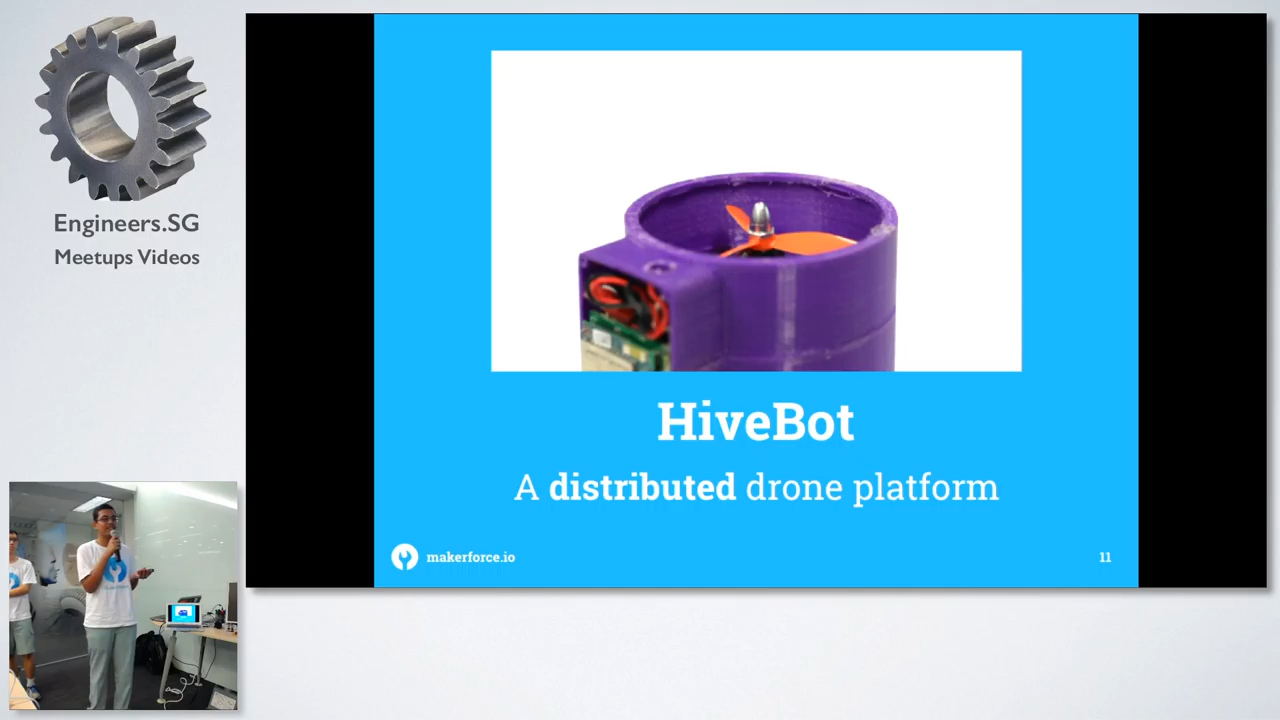 Engineers.SG
Meetups Videos
HiveBot
A distributed drone platform
makerforce.io
11